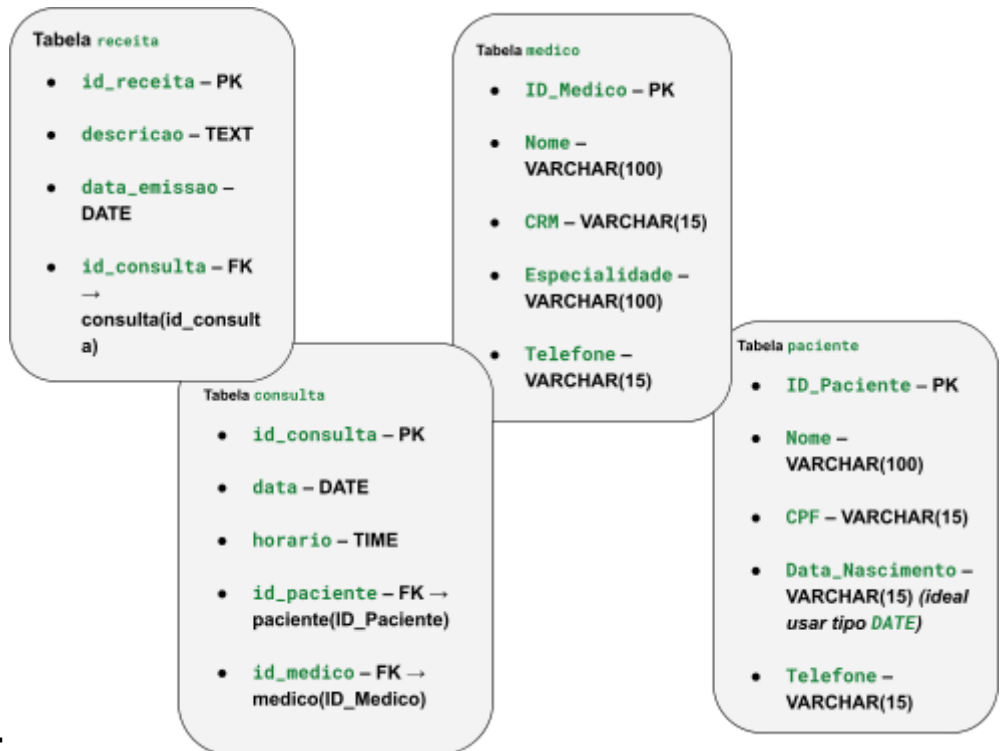 Tabela receita
● id_receita – PK
● descricao – TEXT
● data_emissao –
DATE
● id_consulta – FK
→
consulta(id_consult
a)
Tabela medico
● ID_Medico – PK
● Nome –
VARCHAR(100)
● CRM – VARCHAR(15)
● Especialidade –
VARCHAR(100)
● Telefone –
VARCHAR(15)
Tabela consulta
● id_consulta – PK
● data – DATE
● horario – TIME
● id_paciente – FK →
paciente(ID_Paciente)
● id_medico – FK →
medico(ID_Medico)
Tabela paciente
● ID_Paciente – PK
● Nome –
VARCHAR(100)
● CPF – VARCHAR(15)
● Data_Nascimento –
VARCHAR(15) (ideal
usar tipo DATE)
● Telefone –
VARCHAR(15)
.